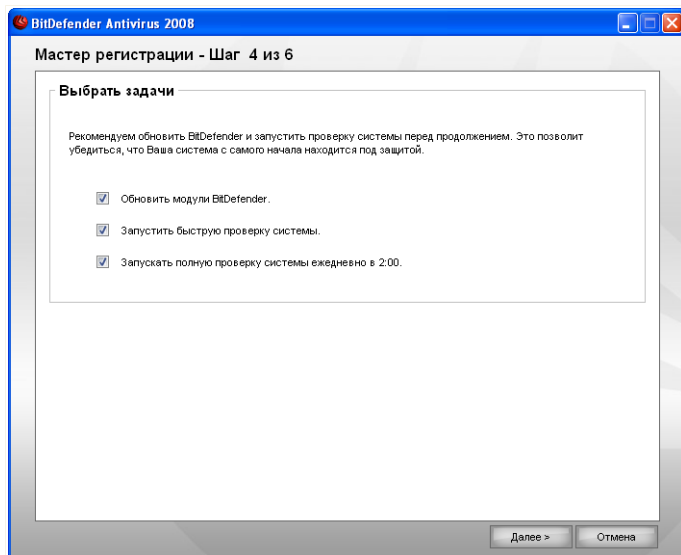 BitDefender Antivirus 2008
Мастер регистрации - Шаг 4 из 6
Выбрать задачи
Рекомендуем обновить BitDefender и запустить проверку системы перед продолжением. Это позволит
убедиться, что Ваша система с самого начала находится под защитой.
Обновить модули BitDefender.
Запустить быструю проверку системы.
Запускать полную проверку системы ежедневно в 2:00.
Далее >
Отмена